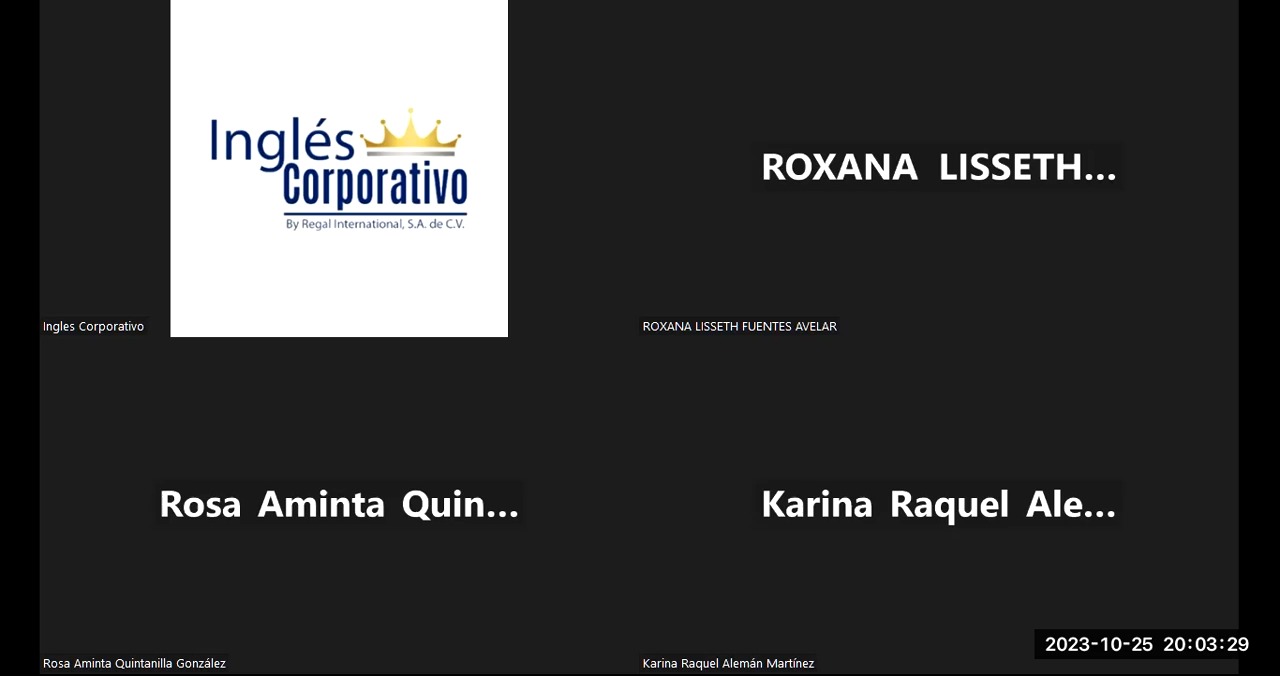 Inglés
Corporativo
By Regal International, S.A. de C.V.
ROXANA LISSETH...
Ingles Corporativo
ROXANA LISSETH FUENTES AVELAR
Rosa Aminta Quin...
Karina Raquel Ale...
2023-10-25 20:03:29
Rosa Aminta Quintanilla González
Karina Raquel Alemán Martínez